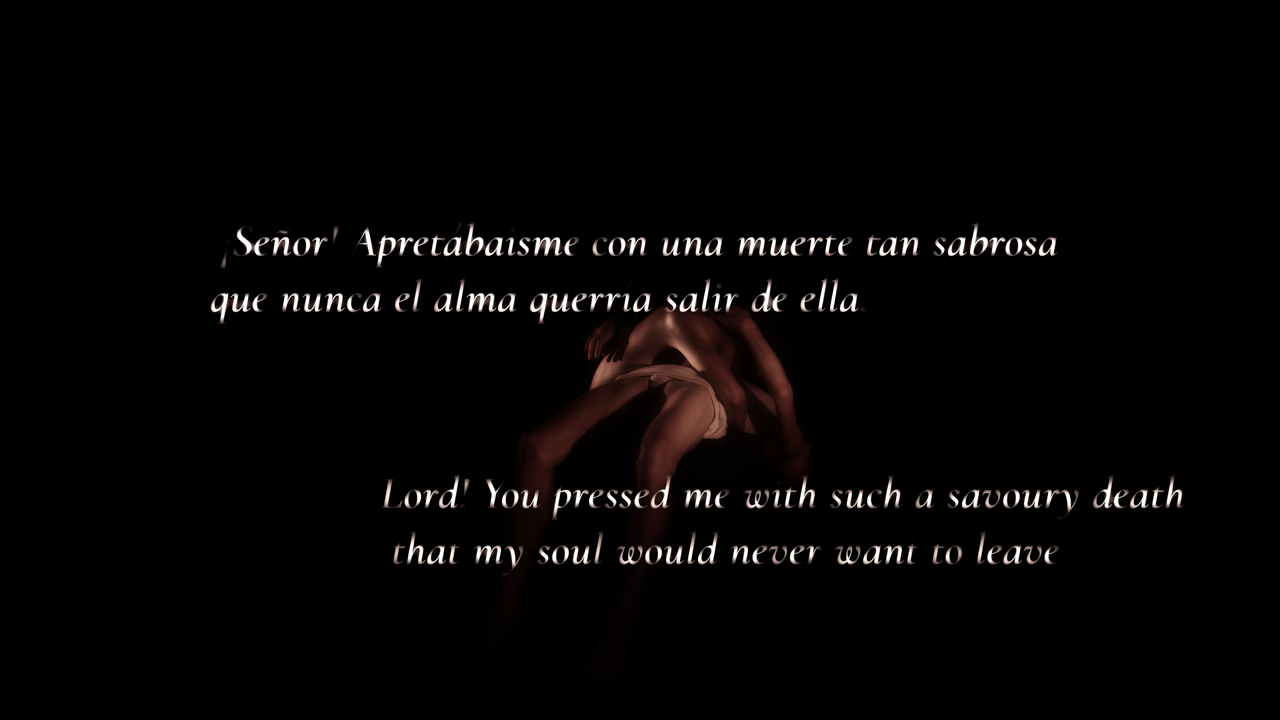 ¡Señor! Apretábaisme con una muerte tan sabrosa
que nunca el alma querría salir de ella.
Lord! You pressed me with such a savoury death
that my soul would never want to leave